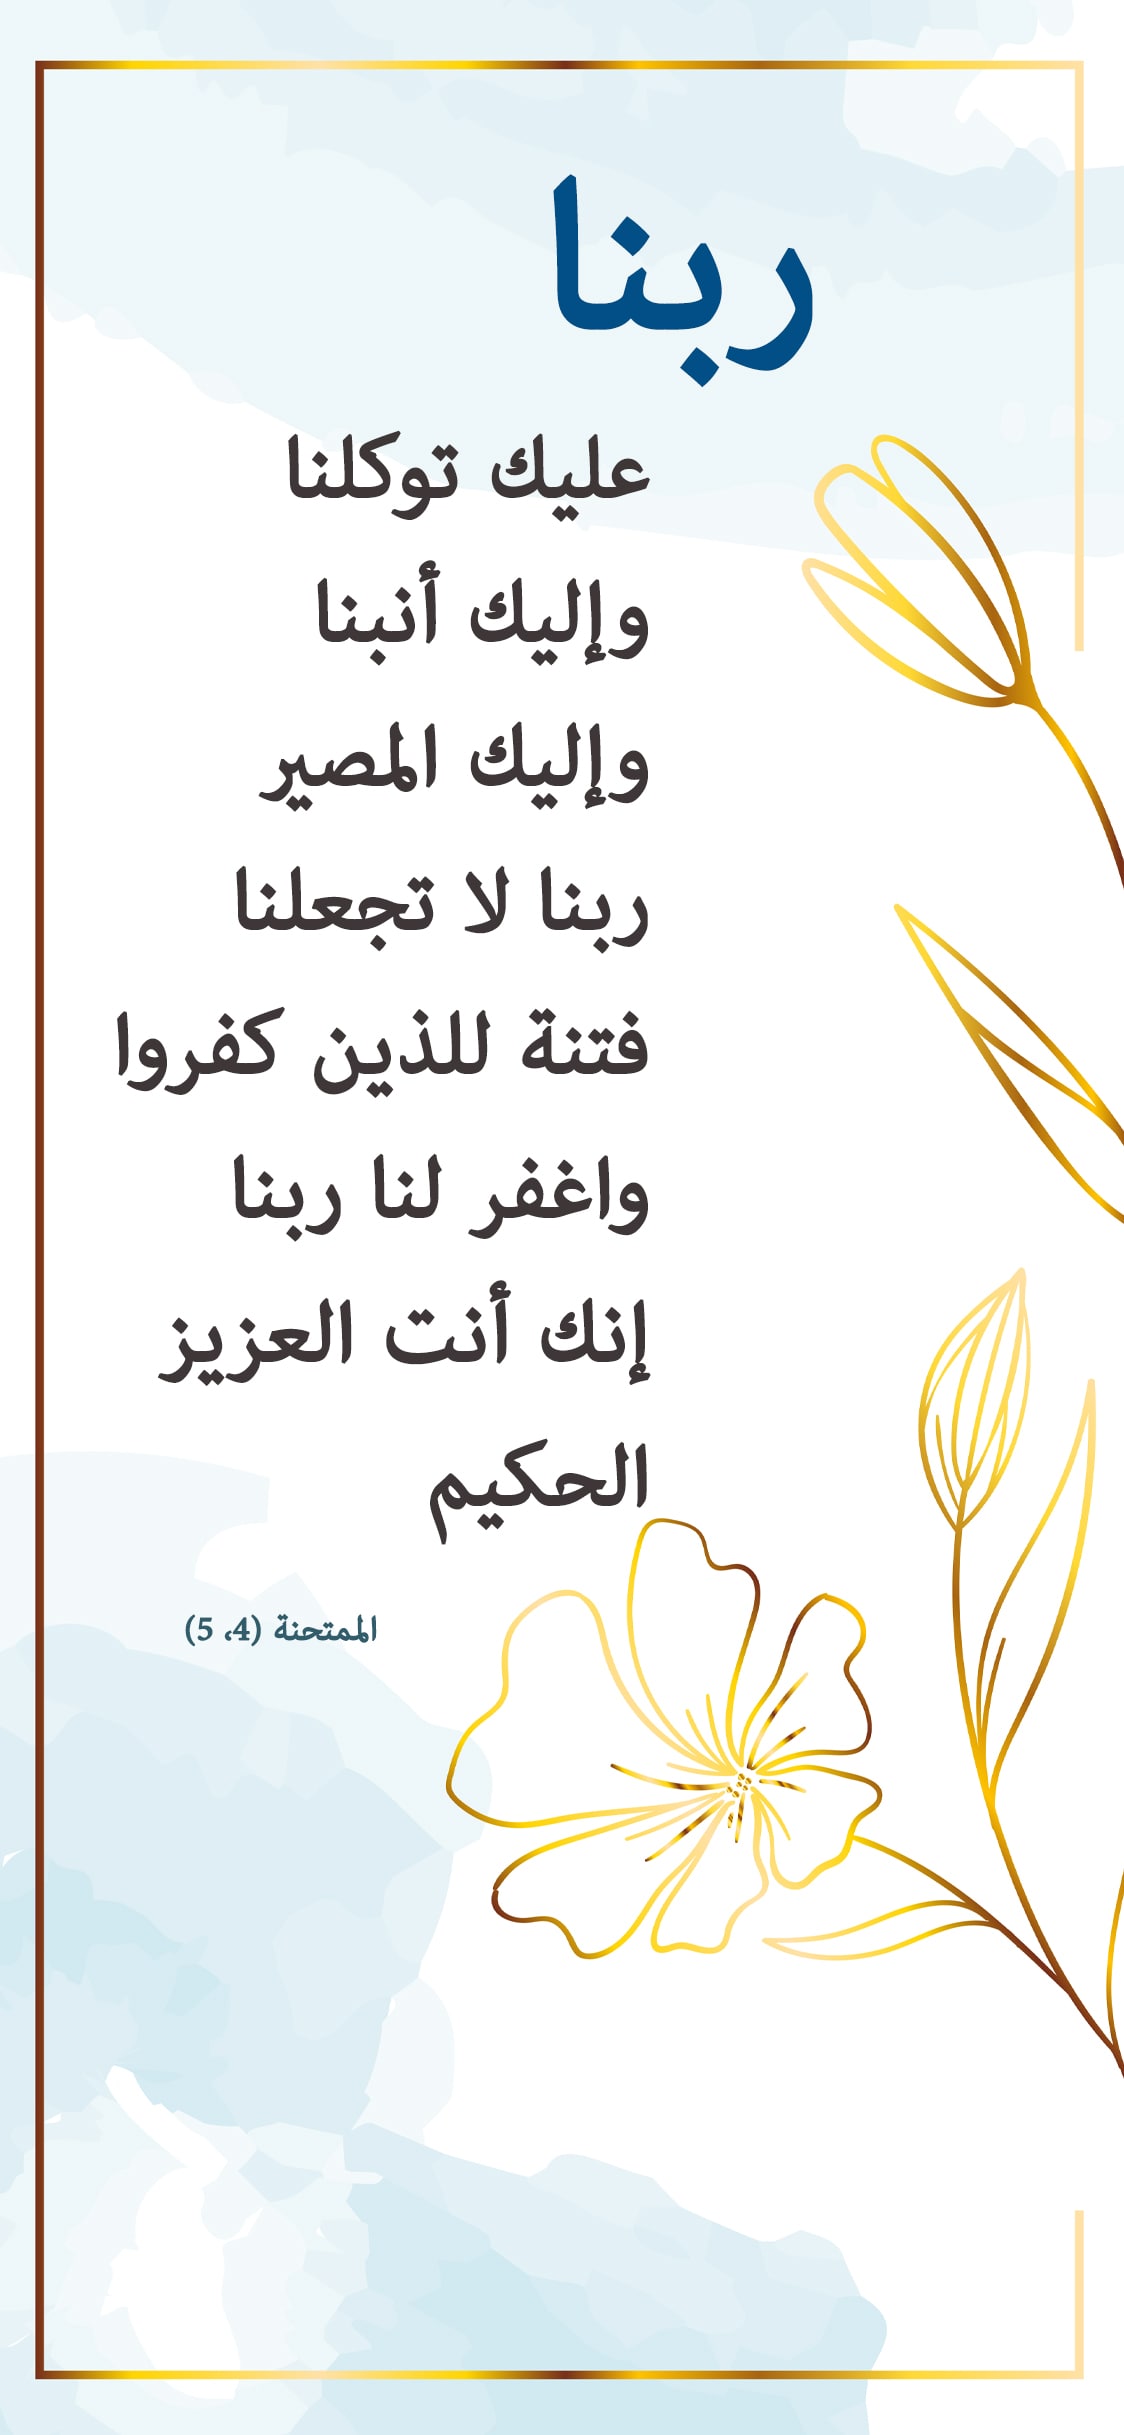 ربنا
عليك توكلنا
وإليك أنبنا
وإليك المصير
ربنا لا تجعلنا
فتنة للذين كفروا
واغفر لنا ربنا
إنك أنت العزيز
الحكيم
الممتحنة (4، 5)